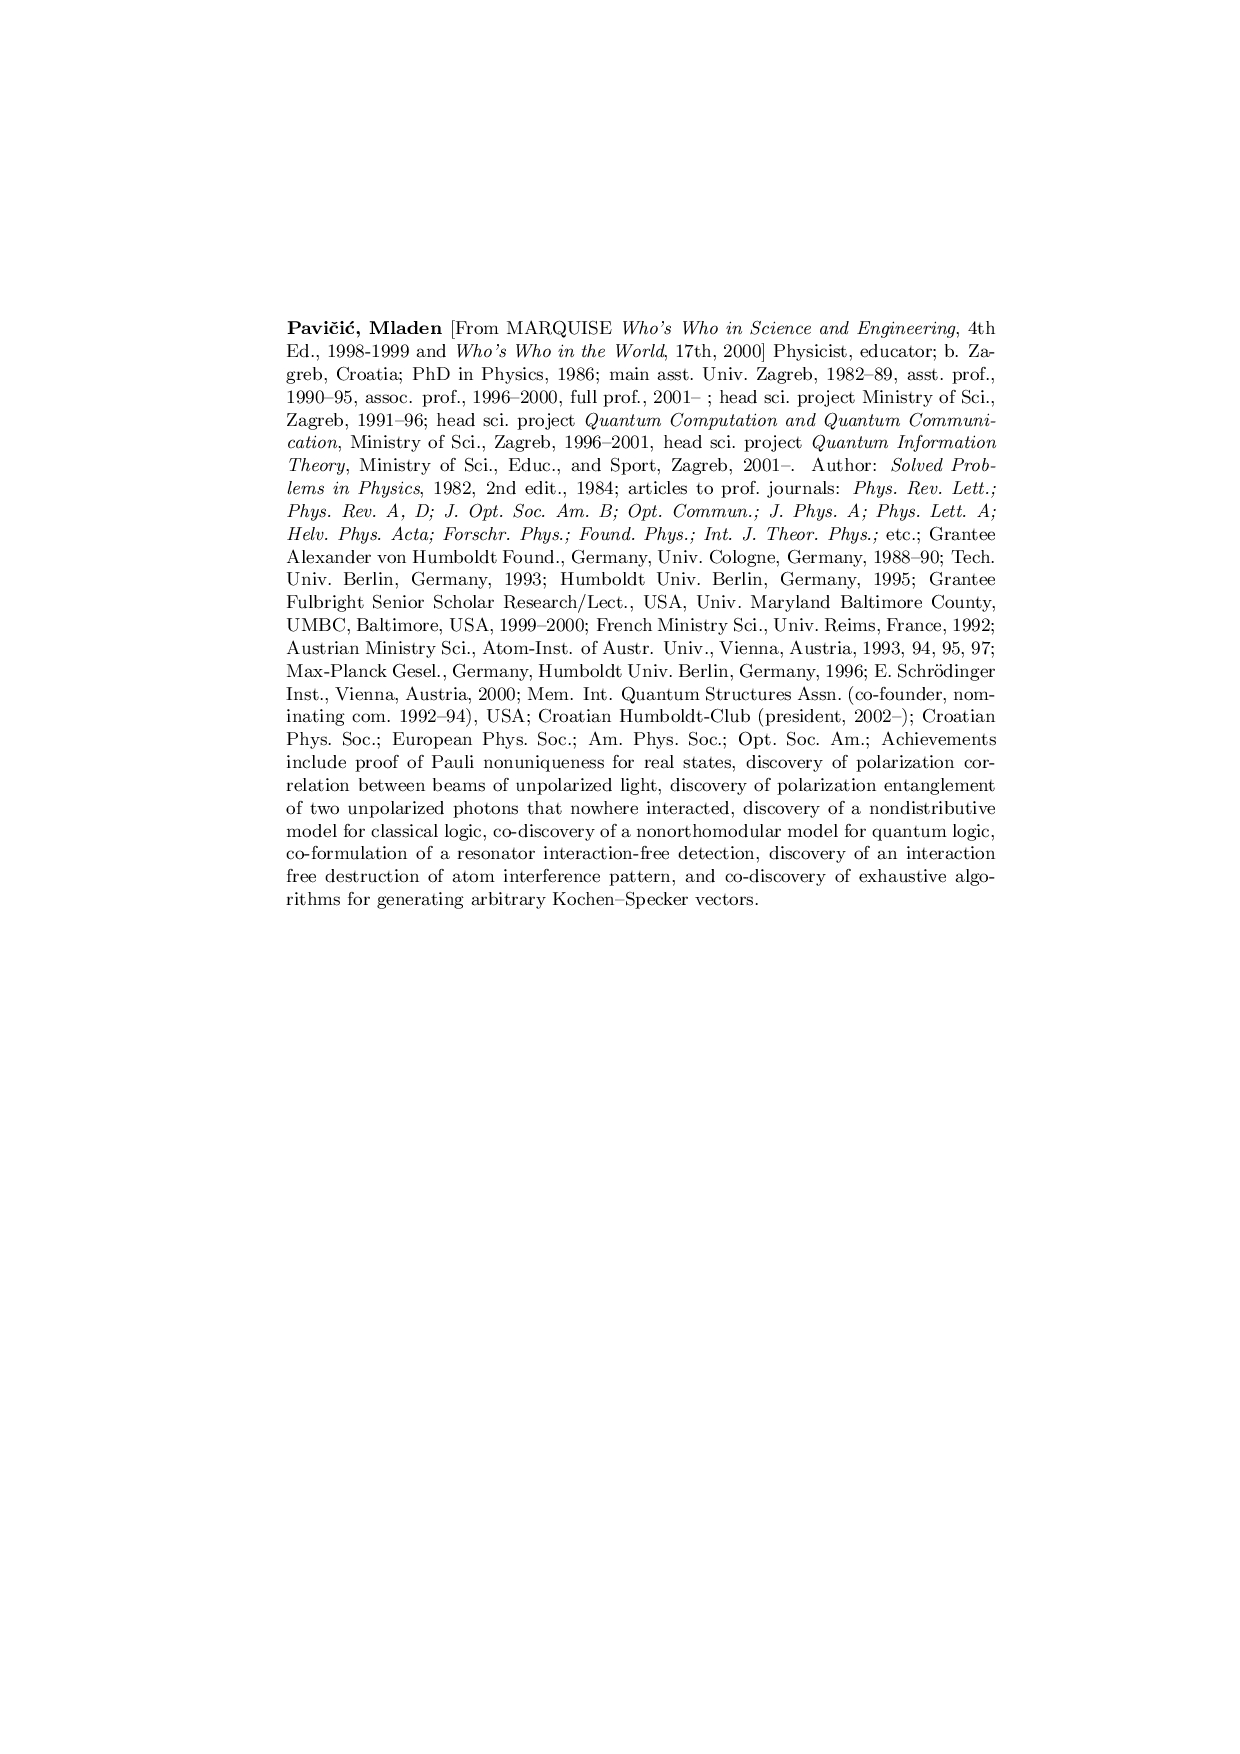 Pavičić, Mladen [From MARQUISE Who's Who in Science and Engineering, 4th
Ed., 1998-1999 and Who's Who in the World, 17th, 2000] Physicist, educator; b. Za-
greb, Croatia; PhD in Physics, 1986; main asst. Univ. Zagreb, 1982–89, asst. prof.,
1990–95, assoc. prof., 1996–2000, full prof., 2001– ; head sci. project Ministry of Sci.,
Zagreb, 1991–96; head sci. project Quantum Computation and Quantum Communi-
cation, Ministry of Sci., Zagreb, 1996–2001, head sci. project Quantum Information
Theory, Ministry of Sci., Educ., and Sport, Zagreb, 2001–. Author: Solved Prob-
lems in Physics, 1982, 2nd edit., 1984; articles to prof. journals: Phys. Rev. Lett.;
Phys. Rev. A, D; J. Opt. Soc. Am. B; Opt. Commun.; J. Phys. A; Phys. Lett. A;
Helv. Phys. Acta; Forschr. Phys.; Found. Phys.; Int. J. Theor. Phys.; etc.; Grantee
Alexander von Humboldt Found., Germany, Univ. Cologne, Germany, 1988–90; Tech.
Univ. Berlin, Germany, 1993; Humboldt Univ. Berlin, Germany, 1995; Grantee
Fulbright Senior Scholar Research/Lect., USA, Univ. Maryland Baltimore County,
UMBC, Baltimore, USA, 1999–2000; French Ministry Sci., Univ. Reims, France, 1992;
Austrian Ministry Sci., Atom-Inst. of Austr. Univ., Vienna, Austria, 1993, 94, 95, 97;
Max-Planck Gesel., Germany, Humboldt Univ. Berlin, Germany, 1996; E. Schrödinger
Inst., Vienna, Austria, 2000; Mem. Int. Quantum Structures Assn. (co-founder, nom-
inating com. 1992–94), USA; Croatian Humboldt-Club (president, 2002–); Croatian
Phys. Soc.; European Phys. Soc.; Am. Phys. Soc.; Opt. Soc. Am.; Achievements
include proof of Pauli nonuniqueness for real states, discovery of polarization cor-
relation between beams of unpolarized light, discovery of polarization entanglement
of two unpolarized photons that nowhere interacted, discovery of a nondistributive
model for classical logic, co-discovery of a nonorthomodular model for quantum logic,
co-formulation of a resonator interaction-free detection, discovery of an interaction
free destruction of atom interference pattern, and co-discovery of exhaustive algo-
rithms for generating arbitrary Kochen–Specker vectors.